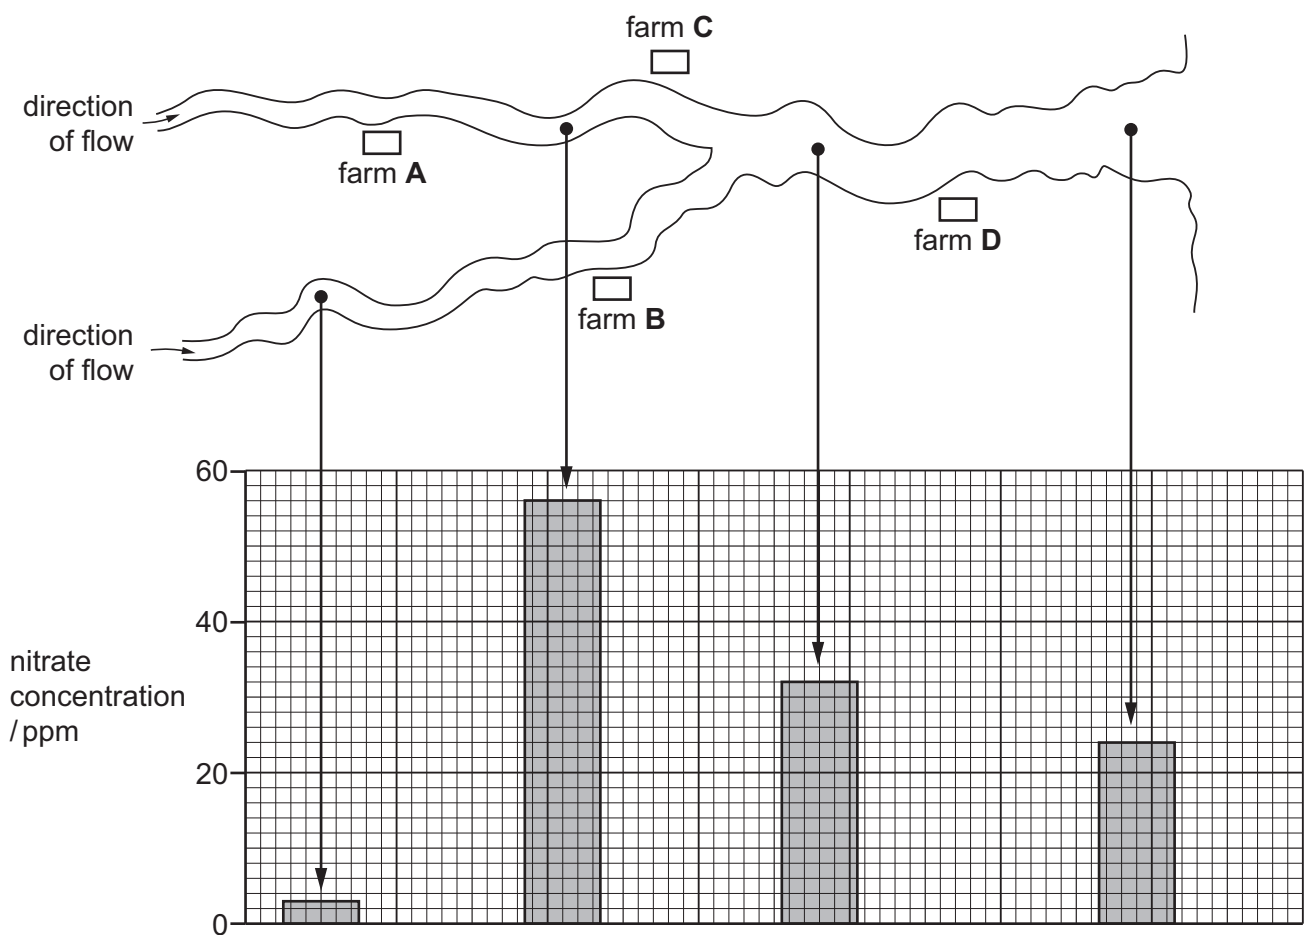 farm C
direction
of flow
farm A
farm D
farm B
direction
of flow
60
40
nitrate
concentration
/ ppm
20
0